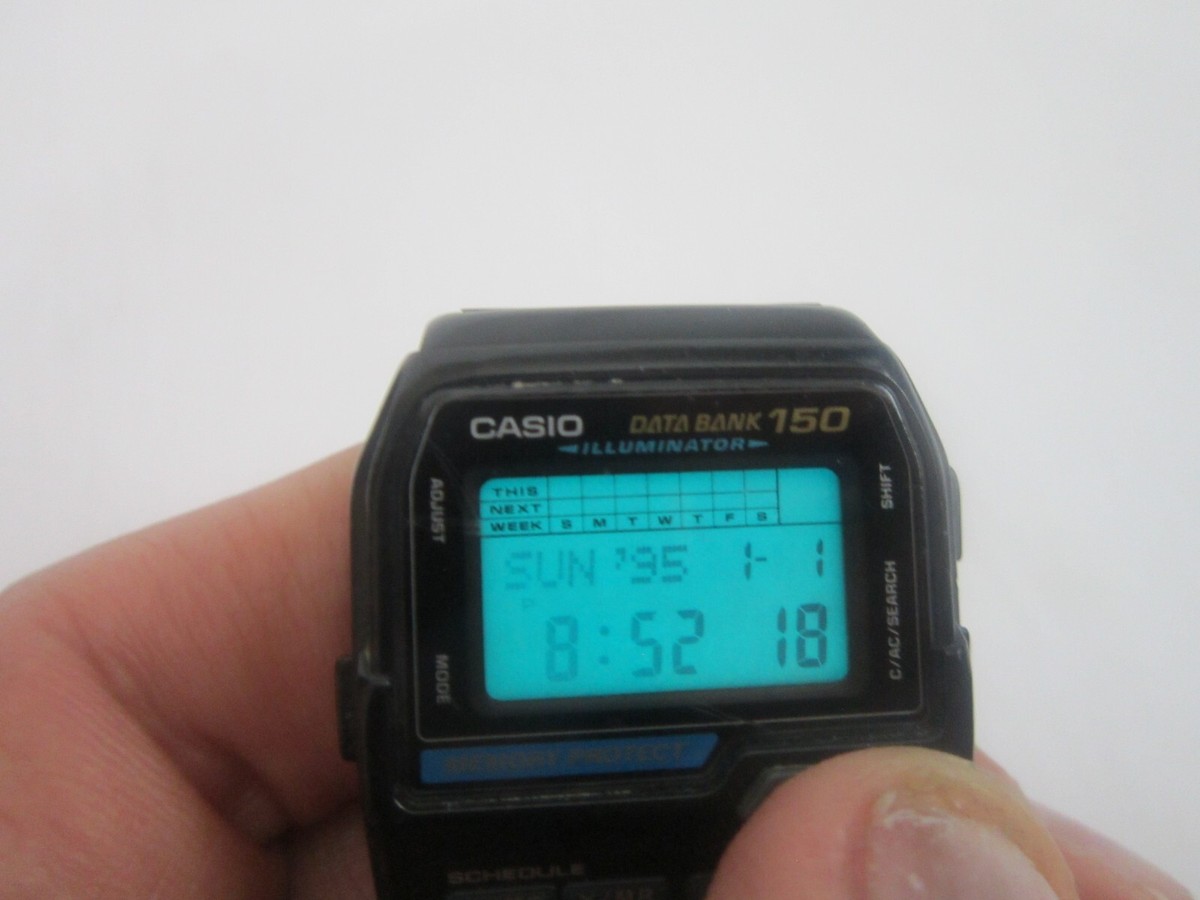 CASIO DATA BANK 150
ILLUMINATOR
ADJUST
SHIFT
THIS
NEXT
WEEK S M T W T F S
SUN '95 1- 1
P
8:52 18
MODE
C/AC/SEARCH
MEMORY PROTECT
SCHEDULE